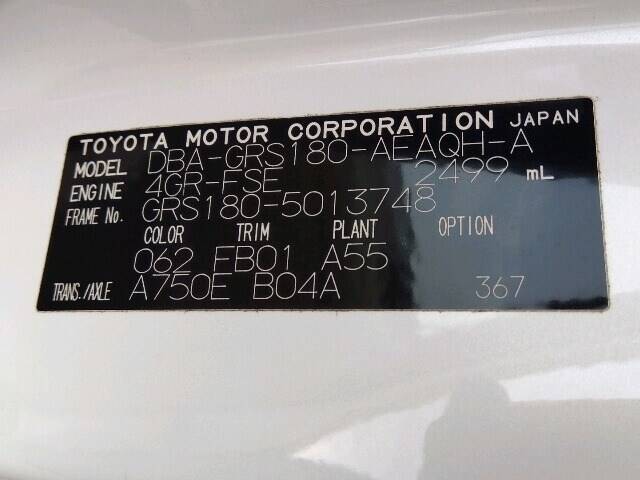 TOYOTA MOTOR CORPORATION JAPAN
MODEL DBA-GRS180-AEAQH-A
ENGINE 4GR-FSE 2499 mL
FRAME No. GRS180-5013748
COLOR TRIM PLANT OPTION
062 FB01 A55
TRANS./AXLE A750E B04A 367